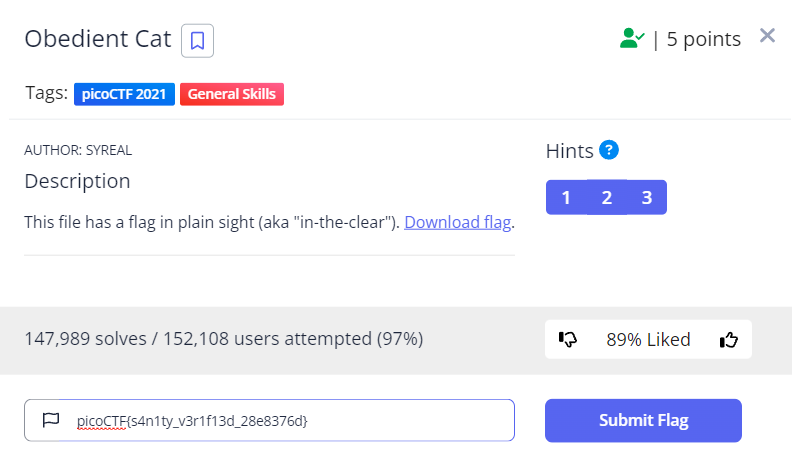 Obedient Cat
| 5 points
Tags: picoCTF 2021 General Skills
AUTHOR: SYREAL
Description
This file has a flag in plain sight (aka "in-the-clear"). Download flag.
Hints ?
1 2 3
147,989 solves / 152,108 users attempted (97%)
89% Liked
picoCTF{s4n1ty_v3r1f13d_28e8376d}
Submit Flag